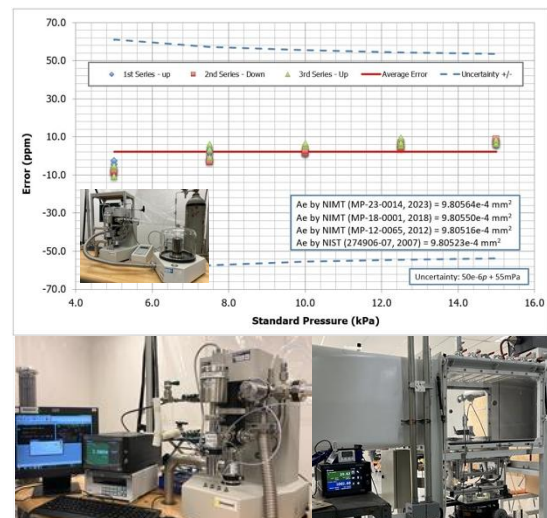 70.0
50.0
30.0
10.0
-10.0
-30.0
-50.0
-70.0
Error (ppm)
1st Series - up
2nd Series - Down
3rd Series - Up
Average Error
Uncertainty +/-
Ae by NIMT (MP-23-0014, 2023) = 9.80564e-4 mm²
Ae by NIMT (MP-18-0001, 2018) = 9.80550e-4 mm²
Ae by NIMT (MP-12-0065, 2012) = 9.80516e-4 mm²
Ae by NIST (274906-07, 2007) = 9.80523e-4 mm²
Uncertainty: 50e-6p + 55mPa
4.0 6.0 8.0 10.0 12.0 14.0 16.0
Standard Pressure (kPa)